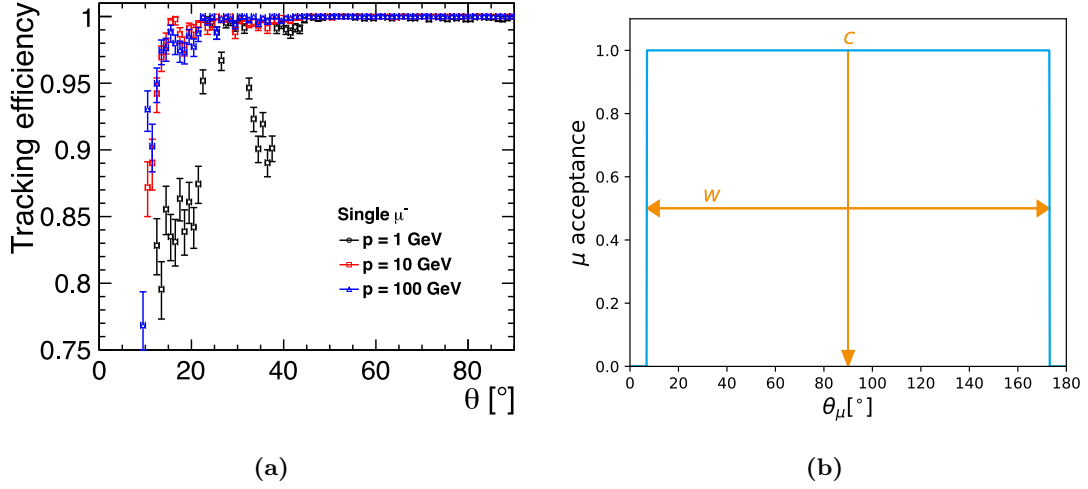 Tracking efficiency
1
0.95
0.9
0.85
0.8
0.75
Single μ⁻
p = 1 GeV
p = 10 GeV
p = 100 GeV
0 20 40 60 80
θ [°]
(a)
μ acceptance
1.0
0.8
0.6
0.4
0.2
0.0
c
w
0 20 40 60 80 100 120 140 160 180
θμ[°]
(b)